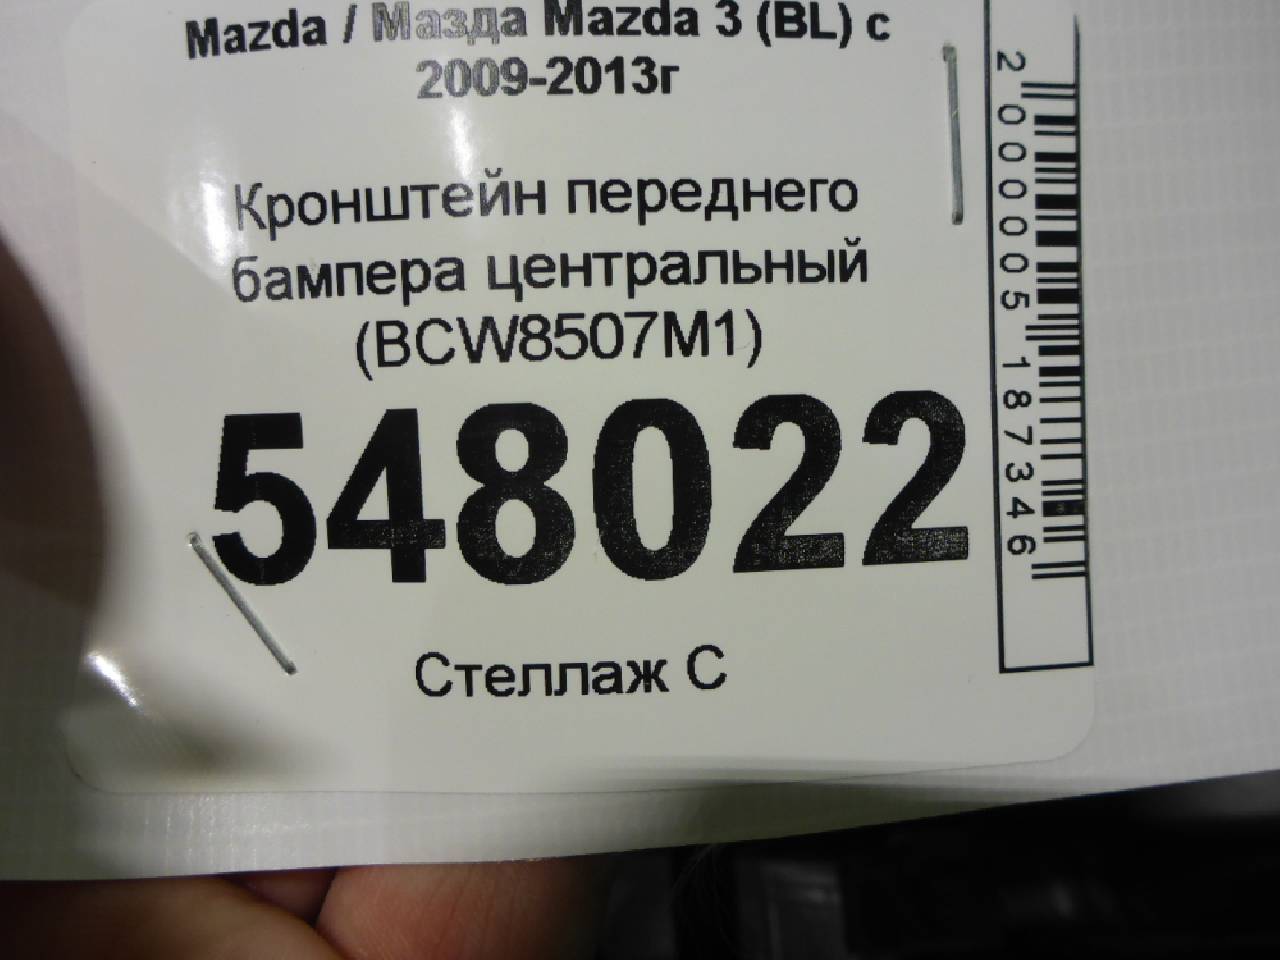 Mazda / Мазда Mazda 3 (BL) с
2009-2013г
Кронштейн переднего
бампера центральный
(BCW8507M1)
548022
Стеллаж С
2000005187346